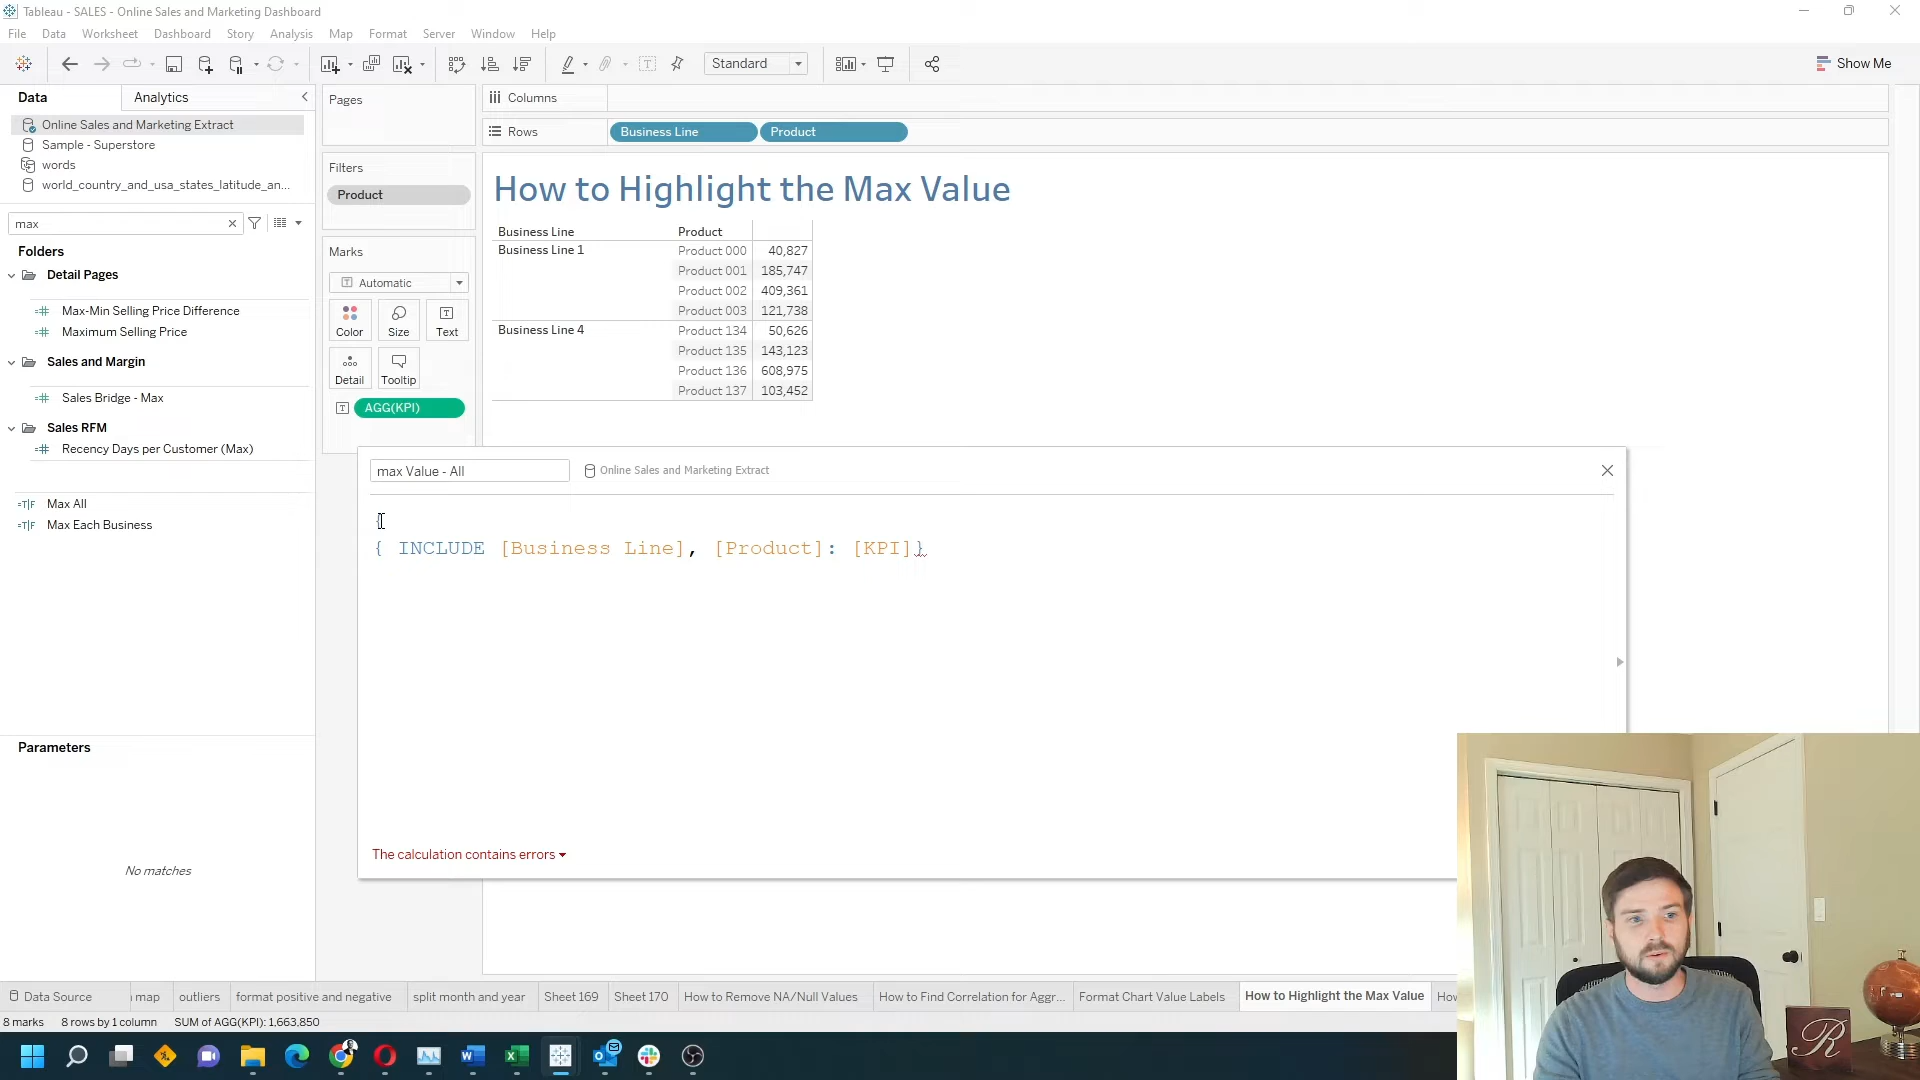 Tableau - SALES - Online Sales and Marketing Dashboard
File Data Worksheet Dashboard Story Analysis Map Format Server Window Help
Standard
Show Me
Data Analytics
Online Sales and Marketing Extract
Sample - Superstore
words
world_country_and_usa_states_latitude_an...
max
Folders
Detail Pages
Max-Min Selling Price Difference
Maximum Selling Price
Sales and Margin
Sales Bridge - Max
Sales RFM
Recency Days per Customer (Max)
Max All
Max Each Business
Parameters
No matches
Pages
Filters
Product
Marks
Automatic
Color Size Text
Detail Tooltip
AGG(KPI)
Columns
Rows Business Line Product
How to Highlight the Max Value
Business Line Product
Business Line 1 Product 000 40,827
Product 001 185,747
Product 002 409,361
Product 003 121,738
Business Line 4 Product 134 50,626
Product 135 143,123
Product 136 608,975
Product 137 103,452
max Value - All Online Sales and Marketing Extract
{
{ INCLUDE [Business Line], [Product]: [KPI]}
The calculation contains errors
Data Source map outliers format positive and negative split month and year Sheet 169 Sheet 170 How to Remove NA/Null Values How to Find Correlation for Aggr... Format Chart Value Labels How to Highlight the Max Value How
8 marks 8 rows by 1 column SUM of AGG(KPI): 1,663,850
R